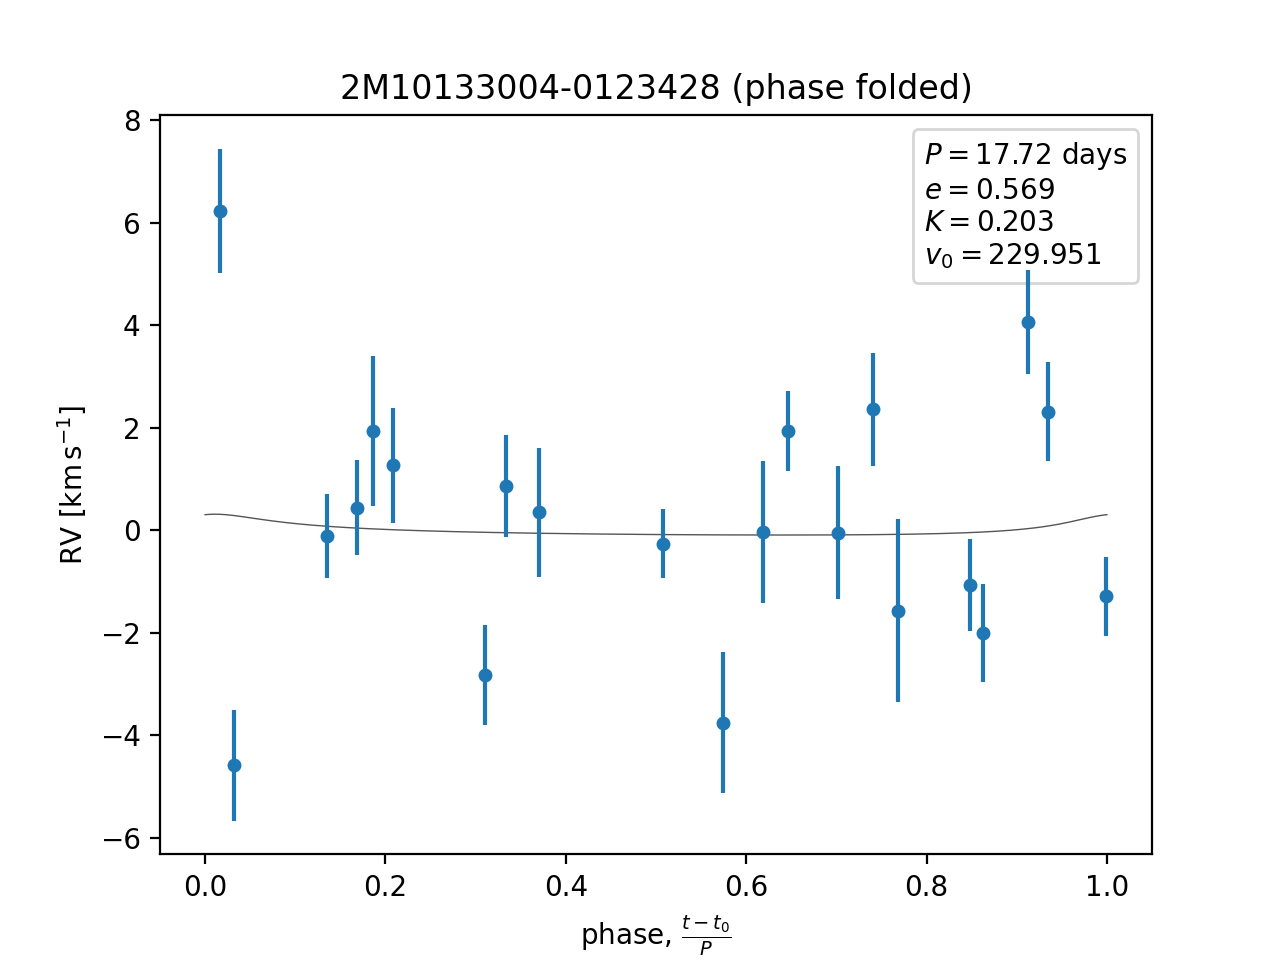 2M10133004-0123428 (phase folded)
P = 17.72 days
e = 0.569
K = 0.203
v₀ = 229.951
8
6
4
2
0
−2
−4
−6
RV [km s⁻¹]
0.0 0.2 0.4 0.6 0.8 1.0
phase, (t − t₀)/P